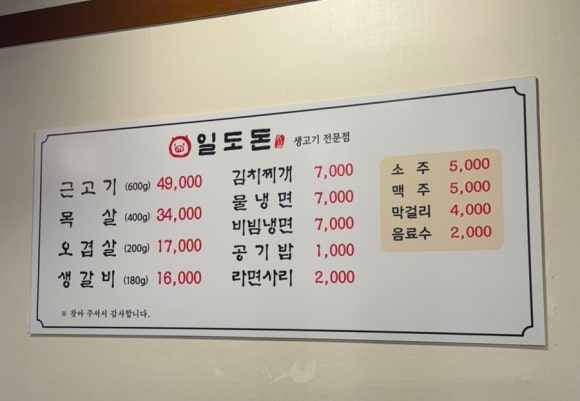 일도돈 생고기 전문점
근고기 (600g) 49,000
목살 (400g) 34,000
오겹살 (200g) 17,000
생갈비 (180g) 16,000
김치찌개 7,000
물냉면 7,000
비빔냉면 7,000
공기밥 1,000
라면사리 2,000
소주 5,000
맥주 5,000
막걸리 4,000
음료수 2,000
※ 찾아 주셔서 감사합니다.